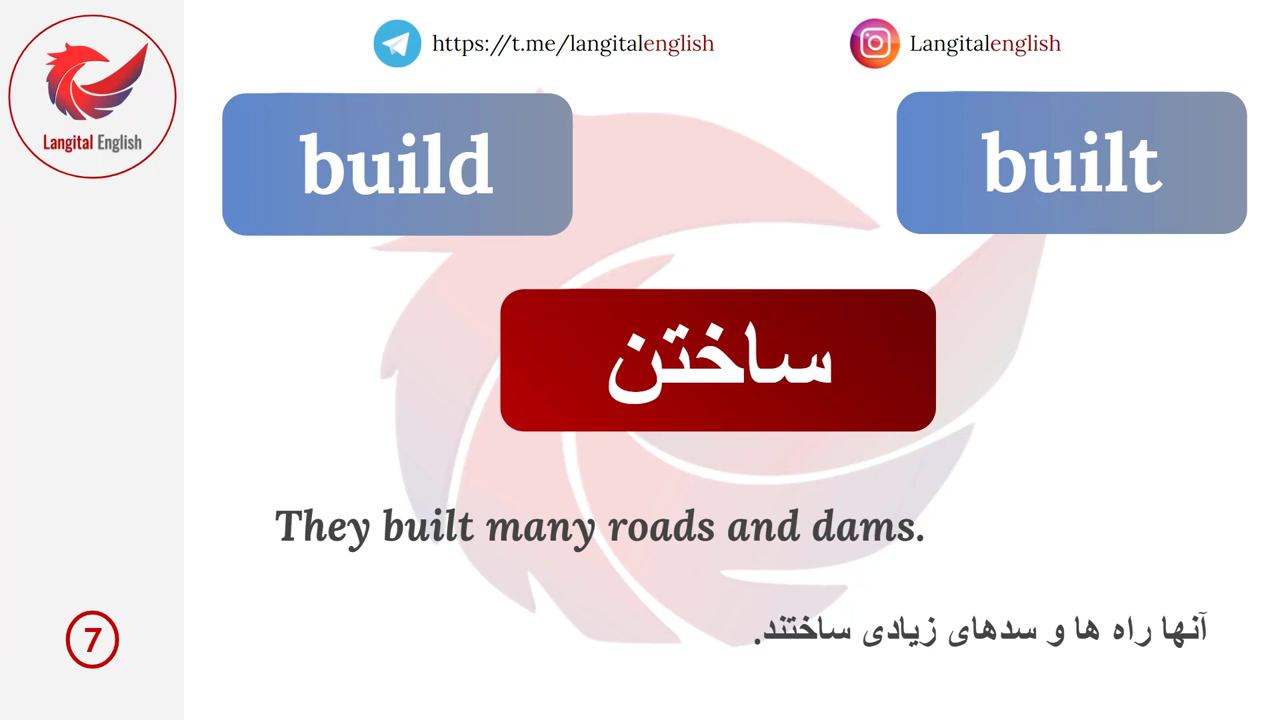 https://t.me/langitalenglish
Langitalenglish
Langital English
build
built
ساختن
They built many roads and dams.
آنها راه ها و سدهای زیادی ساختند.
7